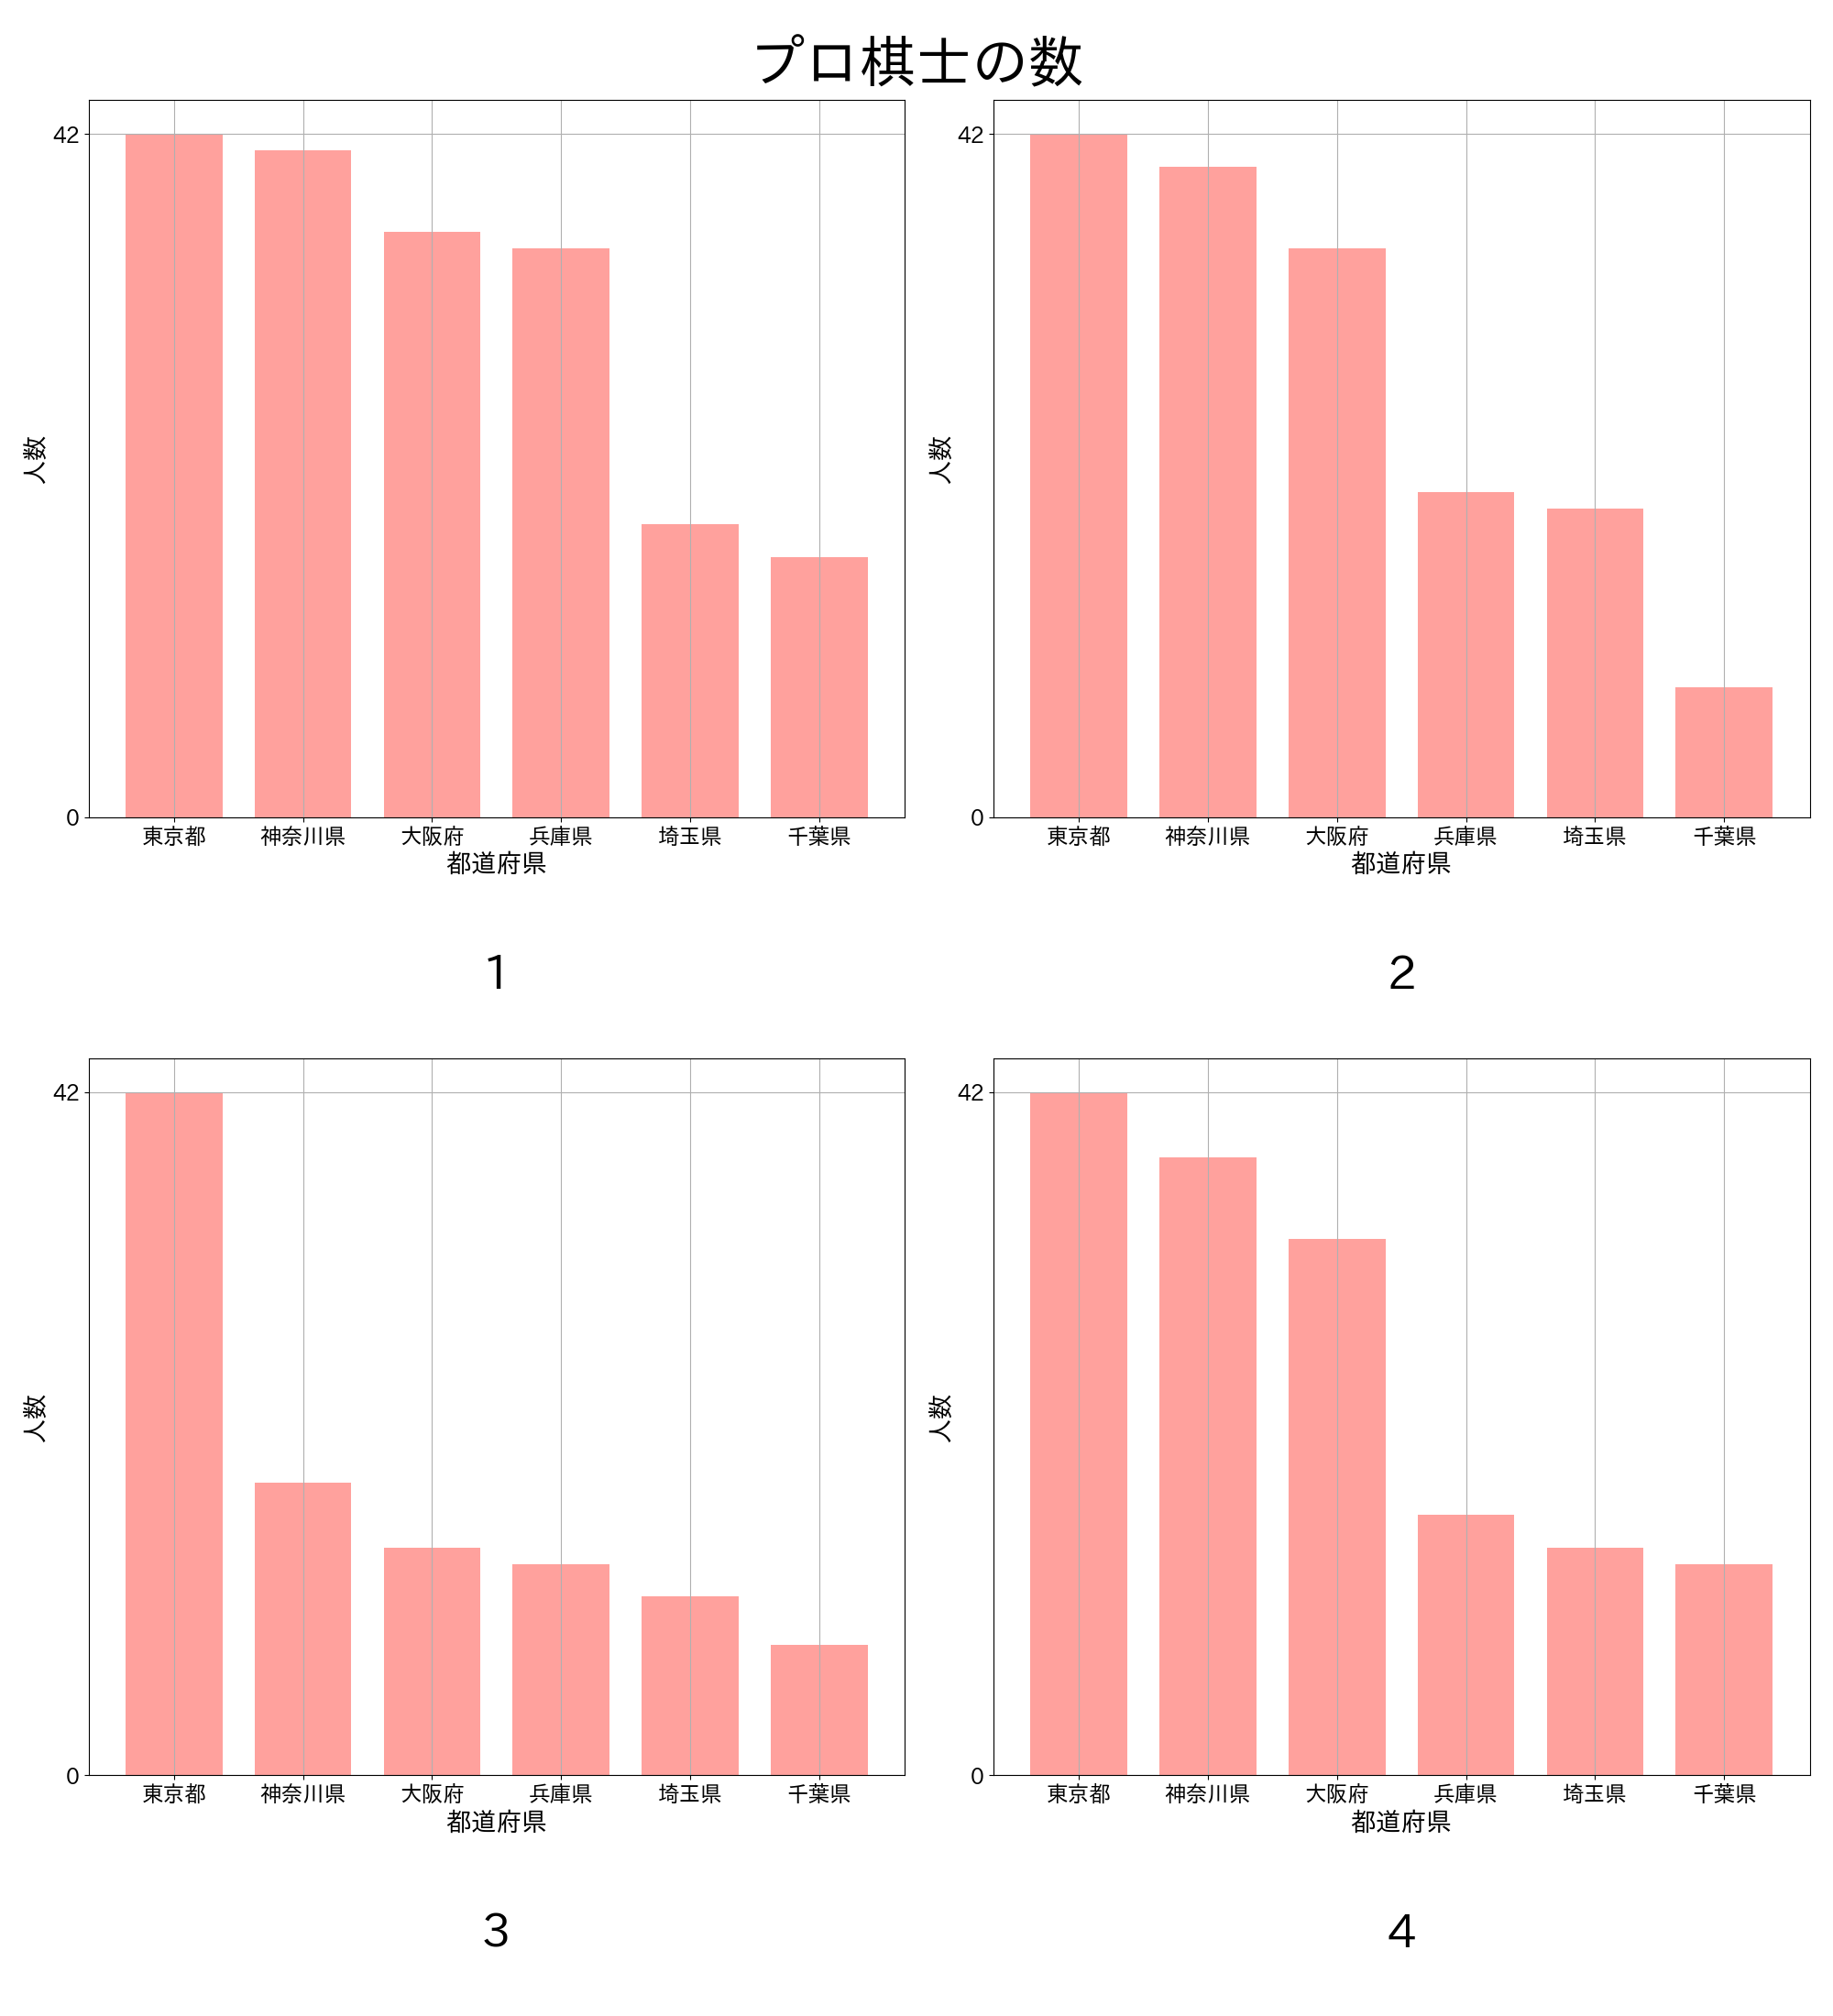 プロ棋士の数
42
0
人数
東京都 神奈川県 大阪府 兵庫県 埼玉県 千葉県
都道府県
1
42
0
人数
東京都 神奈川県 大阪府 兵庫県 埼玉県 千葉県
都道府県
2
42
0
人数
東京都 神奈川県 大阪府 兵庫県 埼玉県 千葉県
都道府県
3
42
0
人数
東京都 神奈川県 大阪府 兵庫県 埼玉県 千葉県
都道府県
4